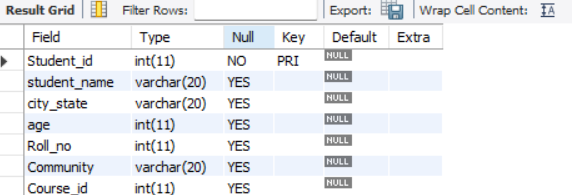 Result Grid Filter Rows: Export: Wrap Cell Content: IA
Field Type Null Key Default Extra
Student_id int(11) NO PRI NULL
student_name varchar(20) YES NULL
city_state varchar(20) YES NULL
age int(11) YES NULL
Roll_no int(11) YES NULL
Community varchar(20) YES NULL
Course_id int(11) YES NULL